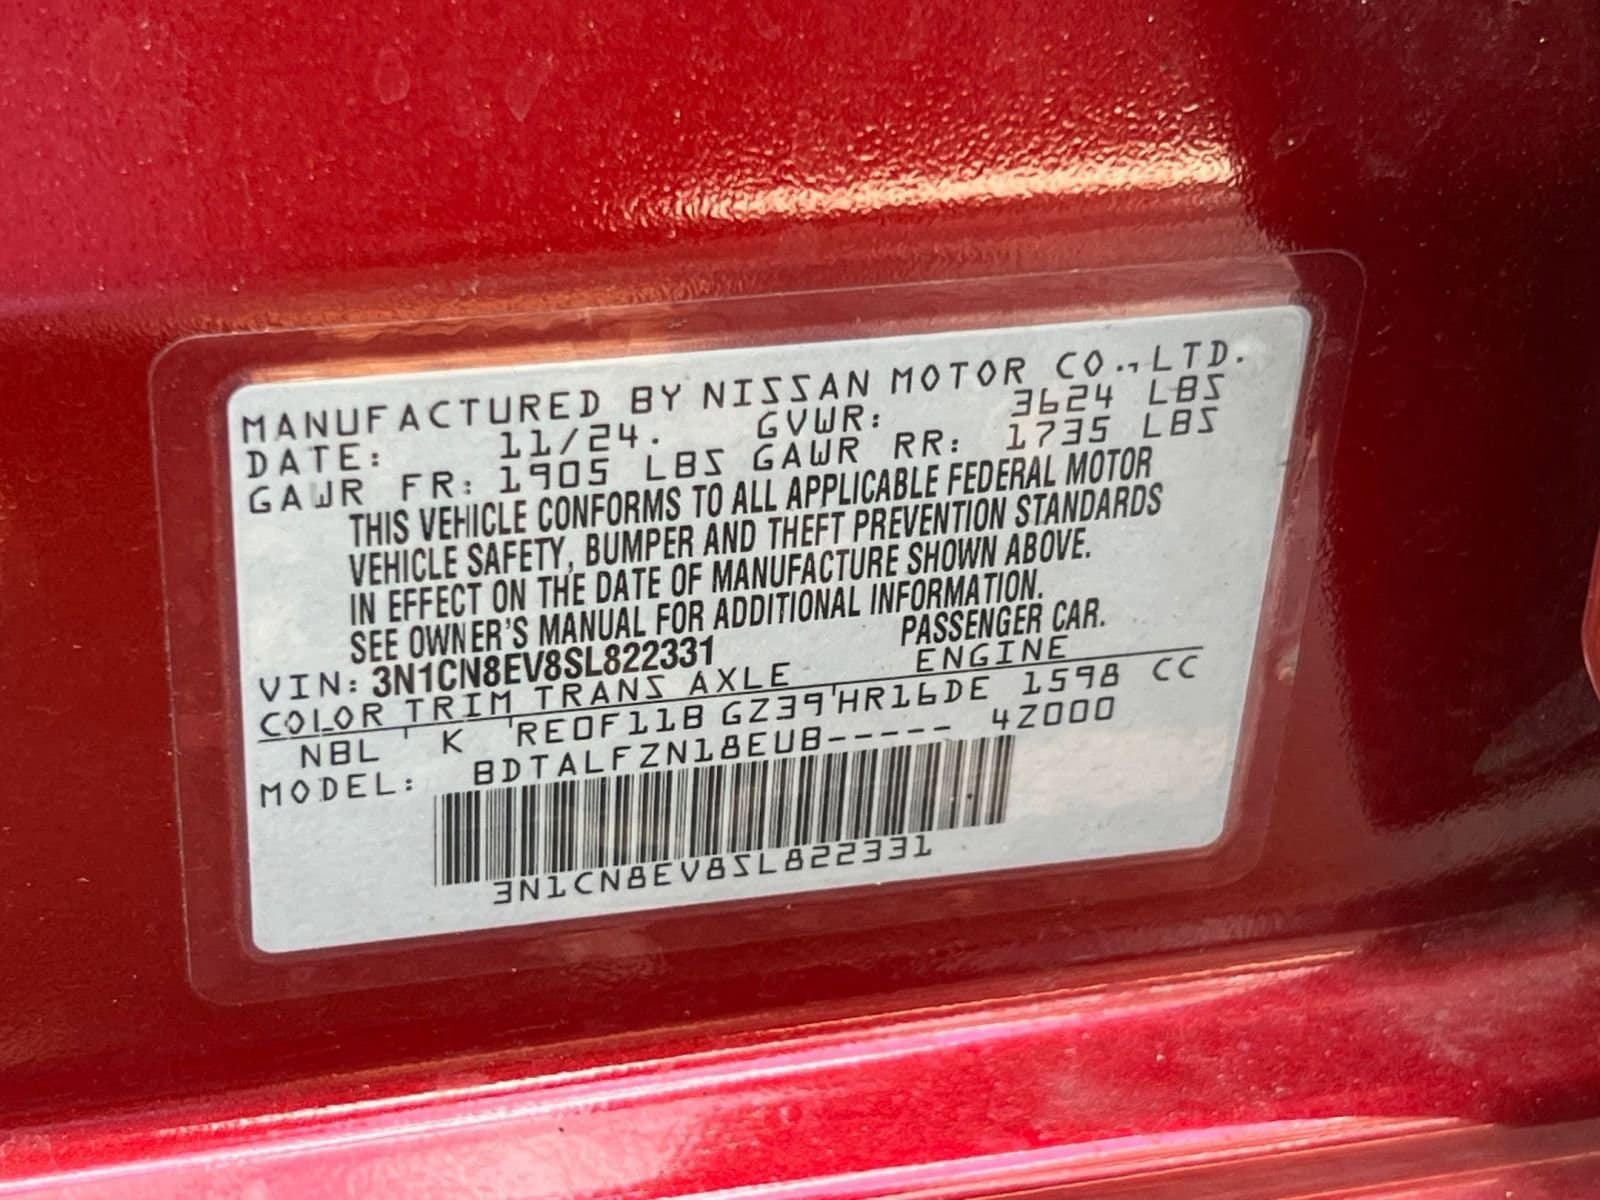 MANUFACTURED BY NISSAN MOTOR CO.,LTD.
DATE: 11/24. GVWR: 3624 LBS
GAWR FR: 1905 LBS GAWR RR: 1735 LBS
THIS VEHICLE CONFORMS TO ALL APPLICABLE FEDERAL MOTOR
VEHICLE SAFETY, BUMPER AND THEFT PREVENTION STANDARDS
IN EFFECT ON THE DATE OF MANUFACTURE SHOWN ABOVE.
SEE OWNER'S MANUAL FOR ADDITIONAL INFORMATION.
VIN: 3N1CN8EV8SL822331 PASSENGER CAR.
COLOR TRIM TRANS AXLE ENGINE
NBL K RE0F11B GZ39 HR16DE 1598 CC
MODEL: BDTALFZN18EUB----- 4Z000
3N1CN8EV8SL822331